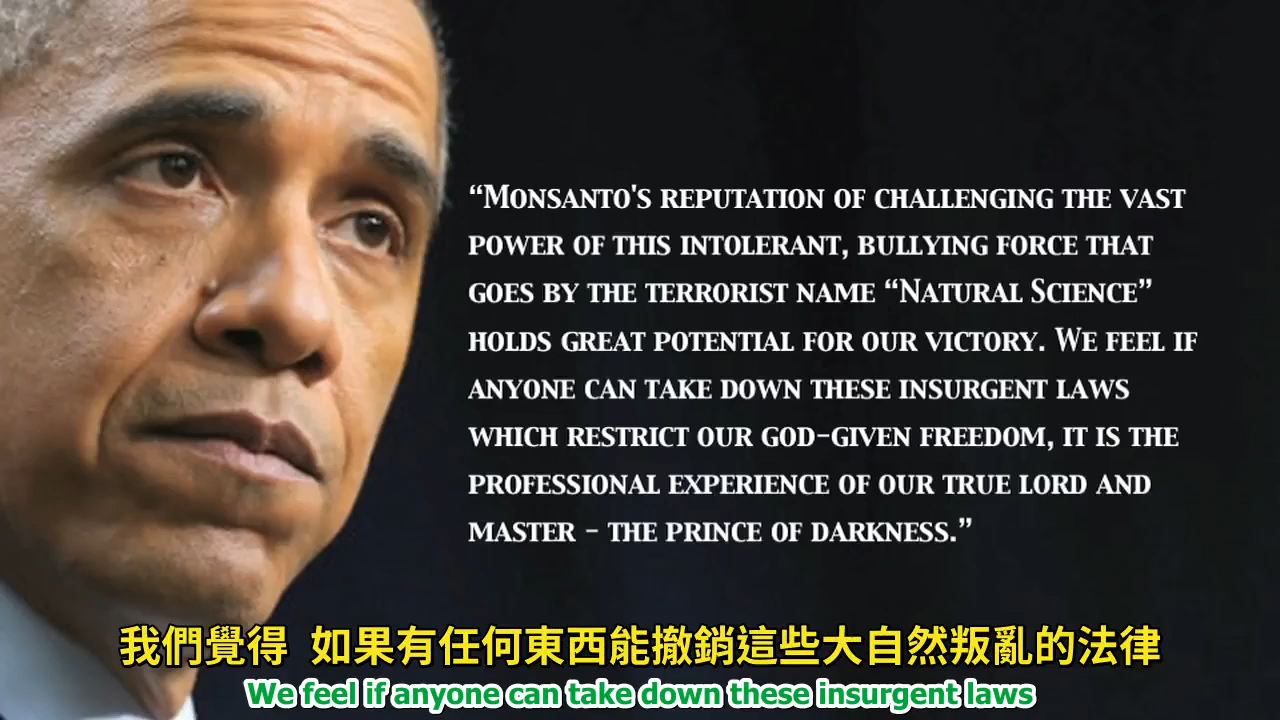 “Monsanto's reputation of challenging the vast
power of this intolerant, bullying force that
goes by the terrorist name “Natural Science”
holds great potential for our victory. We feel if
anyone can take down these insurgent laws
which restrict our god-given freedom, it is the
professional experience of our true lord and
master - the prince of darkness.”
我們覺得 如果有任何東西能撤銷這些大自然叛亂的法律
We feel if anyone can take down these insurgent laws